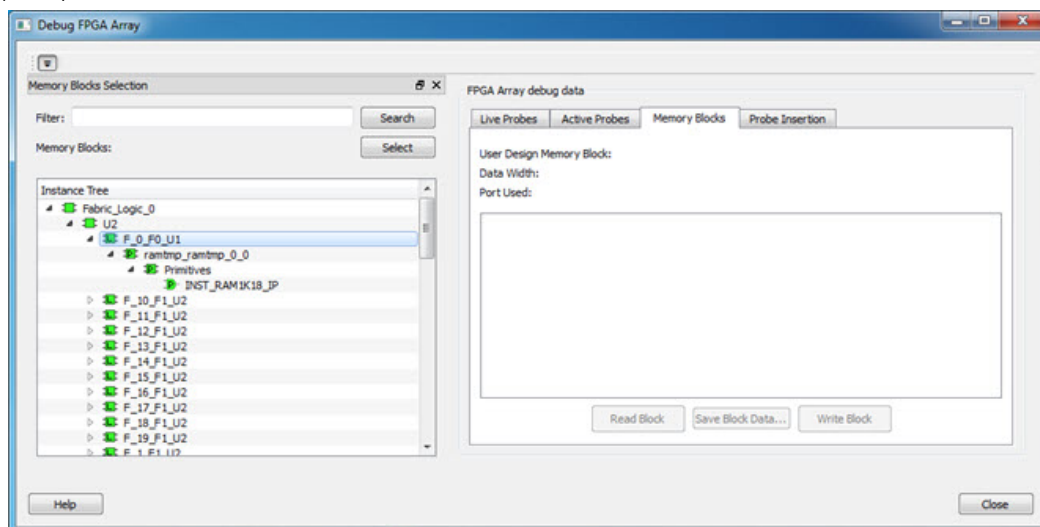 Debug FPGA Array
Memory Blocks Selection
Filter:
Search
Memory Blocks:
Select
Instance Tree
Fabric_Logic_0
U2
F_0_F0_U1
ramtmp_ramtmp_0_0
Primitives
INST_RAM1K18_IP
F_10_F1_U2
F_11_F1_U2
F_12_F1_U2
F_13_F1_U2
F_14_F1_U2
F_15_F1_U2
F_16_F1_U2
F_17_F1_U2
F_18_F1_U2
F_19_F1_U2
F_1_F1_U2
FPGA Array debug data
Live Probes Active Probes Memory Blocks Probe Insertion
User Design Memory Block:
Data Width:
Port Used:
Read Block Save Block Data... Write Block
Help
Close